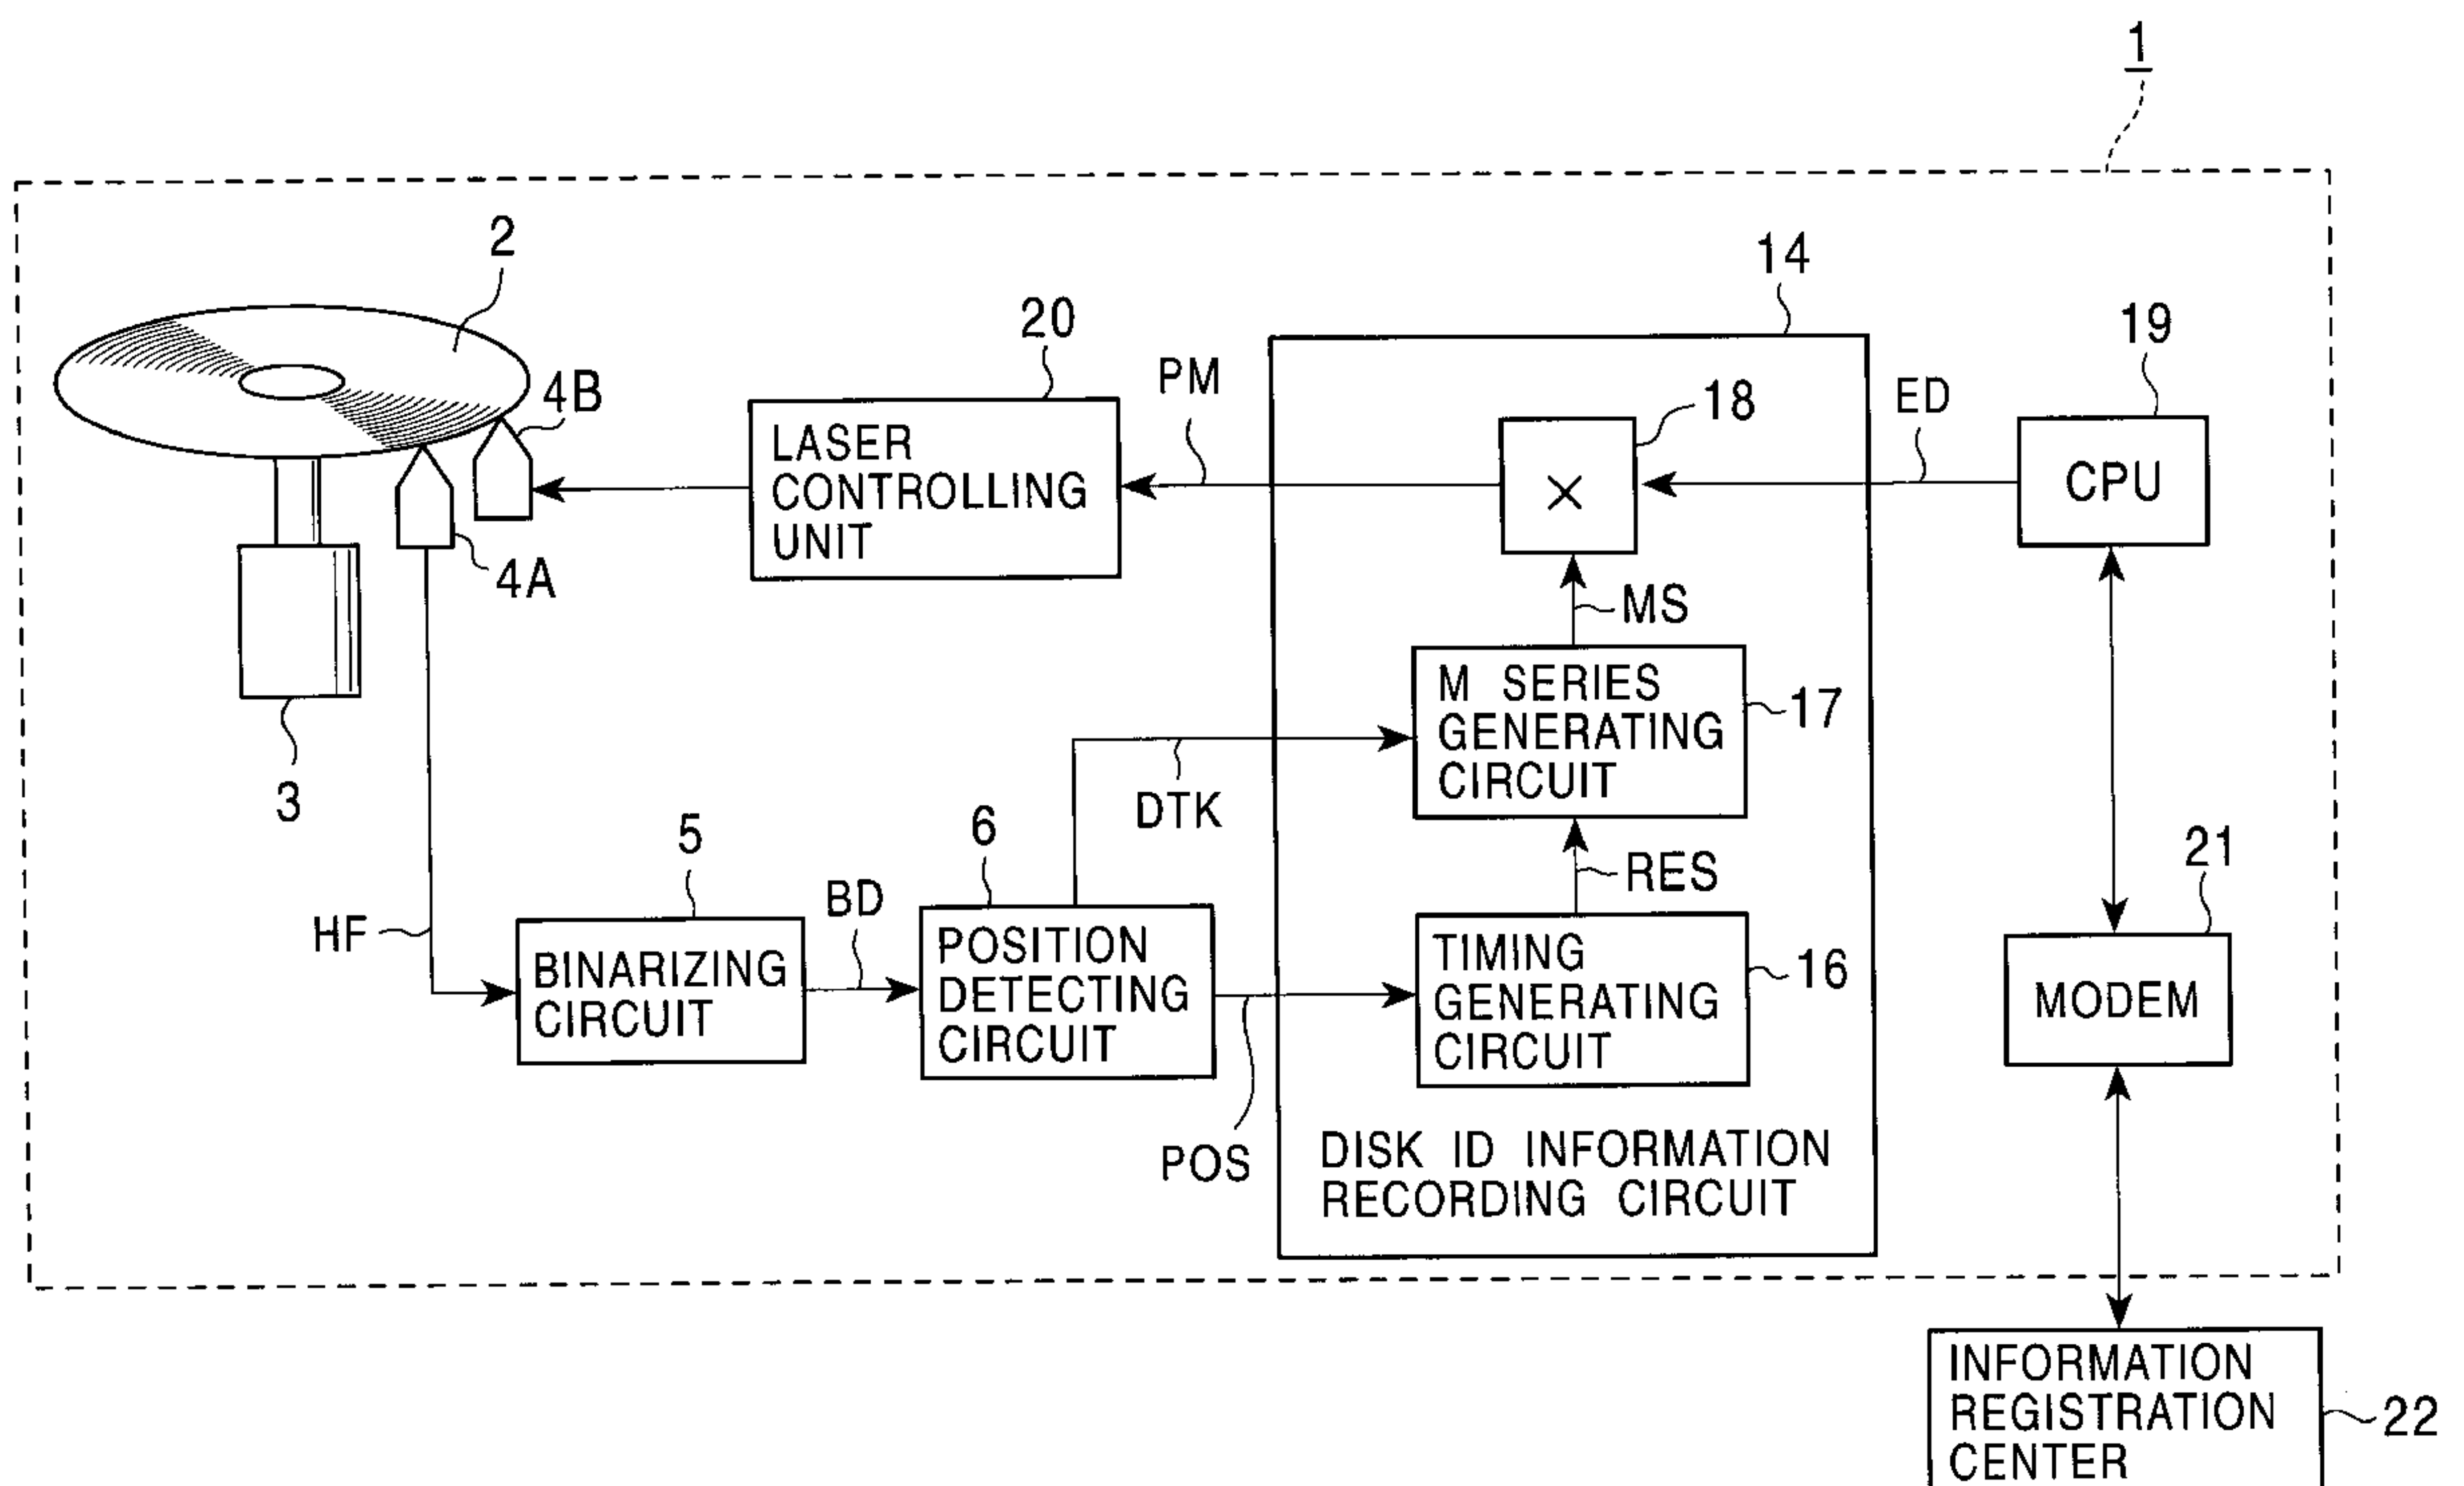 1
2
14
20
19
PM
4B
18
ED
LASER
CONTROLLING
UNIT
×
CPU
4A
MS
M SERIES
GENERATING
CIRCUIT
17
3
DTK
5
6
21
BD
RES
HF
BINARIZING
CIRCUIT
POSITION
DETECTING
CIRCUIT
TIMING
GENERATING
CIRCUIT
16
MODEM
POS
DISK ID INFORMATION
RECORDING CIRCUIT
INFORMATION
REGISTRATION
CENTER
22